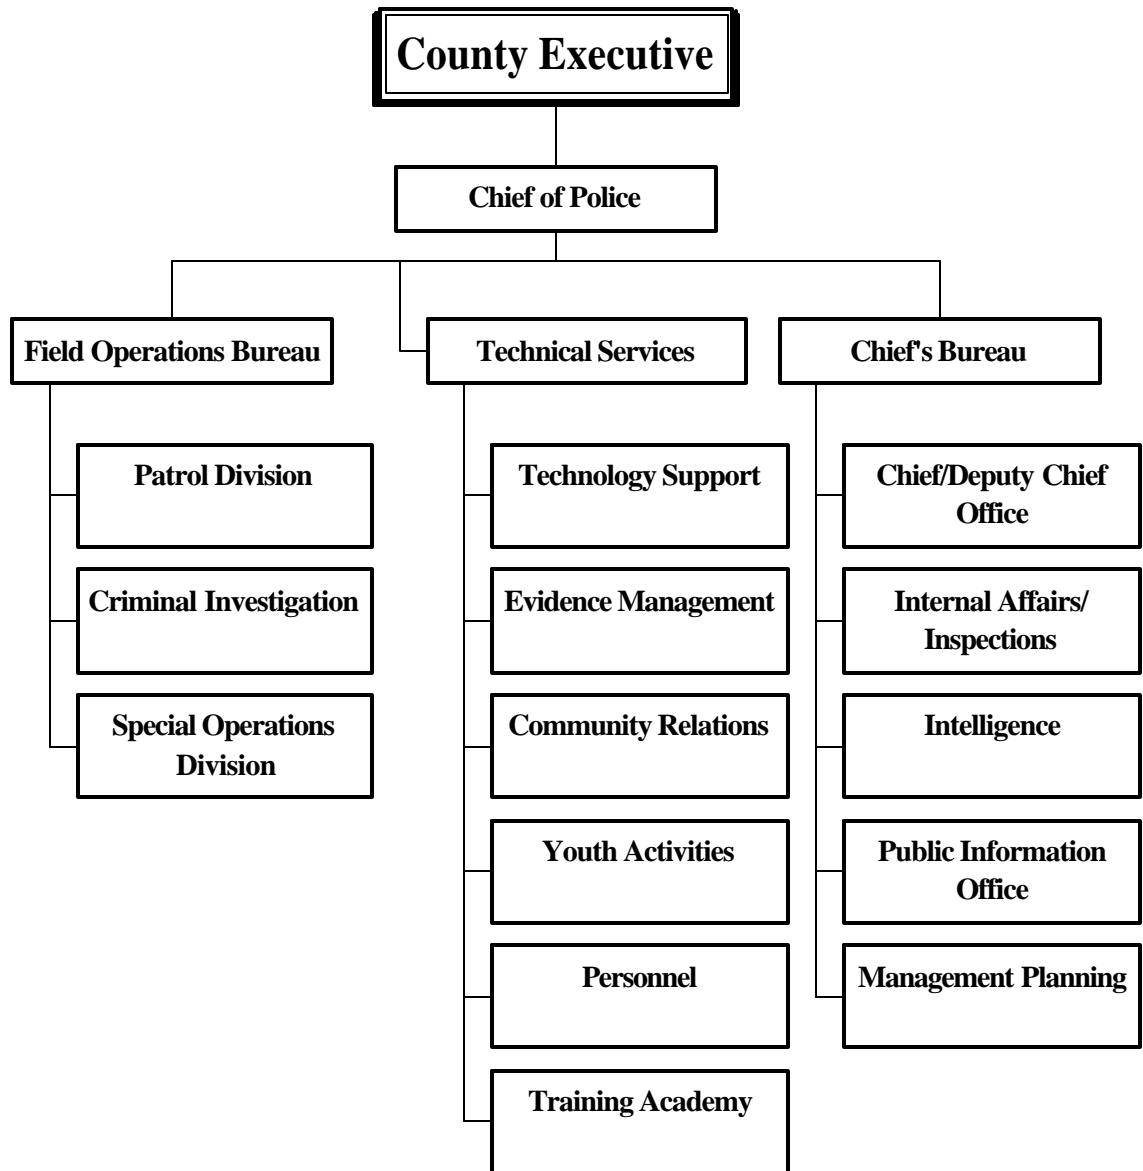 County Executive
Chief of Police
Field Operations Bureau
Technical Services
Chief's Bureau
Patrol Division
Criminal Investigation
Special Operations
Division
Technology Support
Evidence Management
Community Relations
Youth Activities
Personnel
Training Academy
Chief/Deputy Chief
Office
Internal Affairs/
Inspections
Intelligence
Public Information
Office
Management Planning